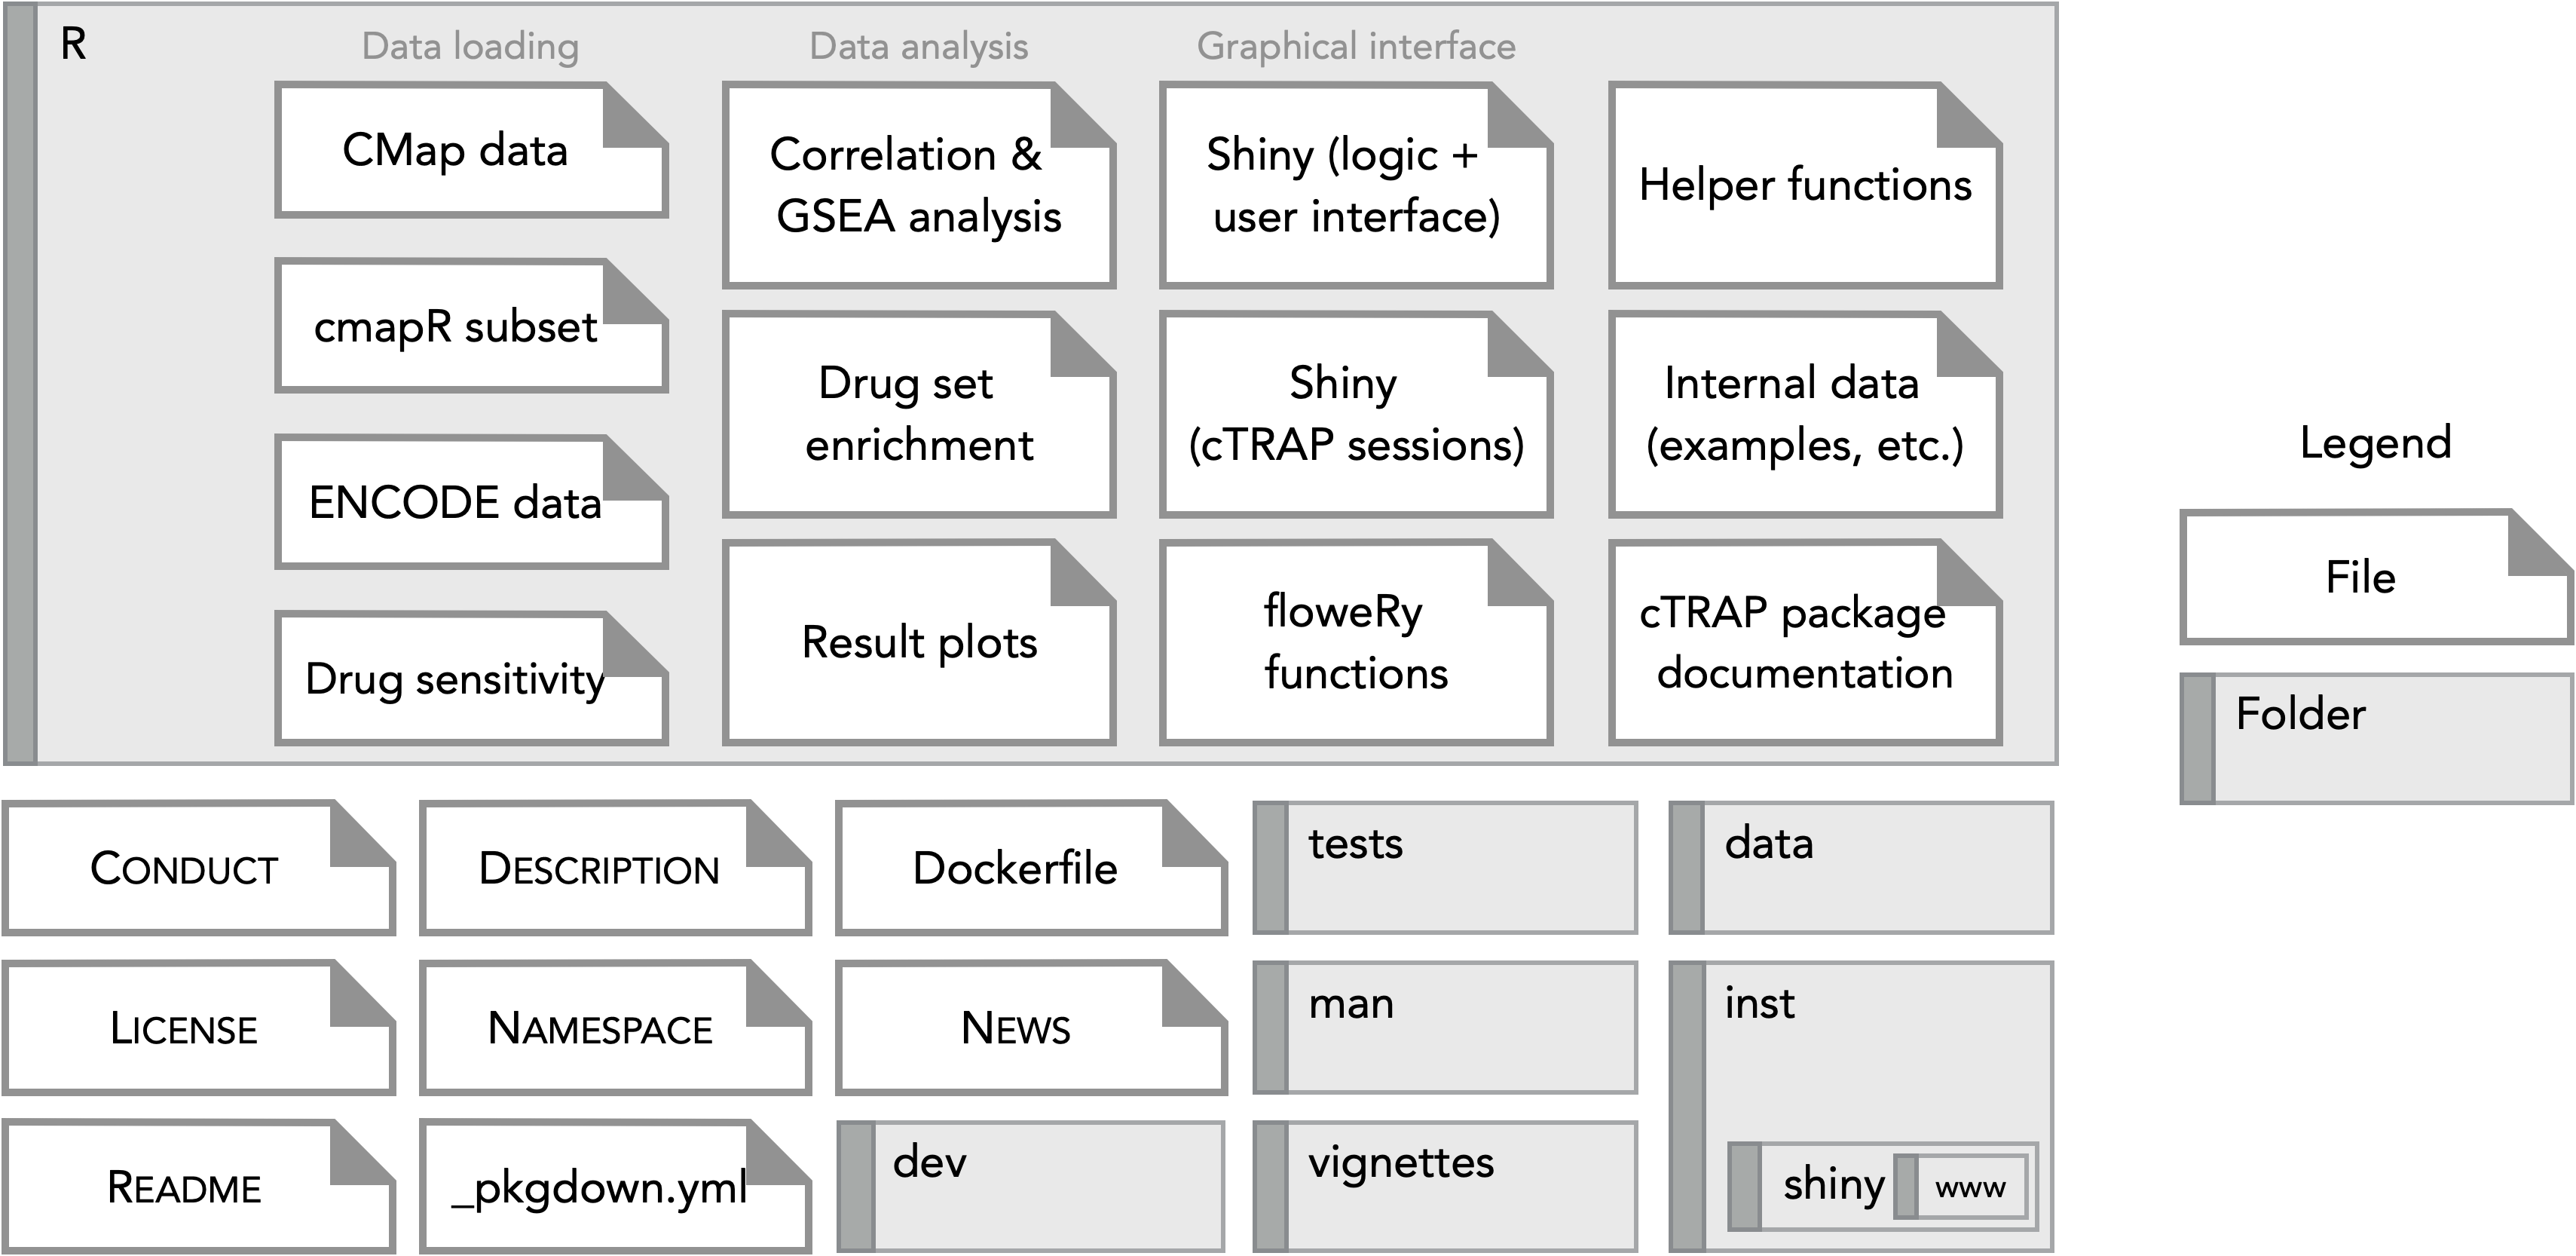 R
Data loading
CMap data
cmapR subset
ENCODE data
Drug sensitivity
Data analysis
Correlation &
GSEA analysis
Drug set
enrichment
Result plots
Graphical interface
Shiny (logic +
user interface)
Shiny
(cTRAP sessions)
floweRy
functions
Helper functions
Internal data
(examples, etc.)
cTRAP package
documentation
CONDUCT
DESCRIPTION
Dockerfile
tests
data
LICENSE
NAMESPACE
NEWS
man
inst
README
_pkgdown.yml
dev
vignettes
shiny
www
Legend
File
Folder